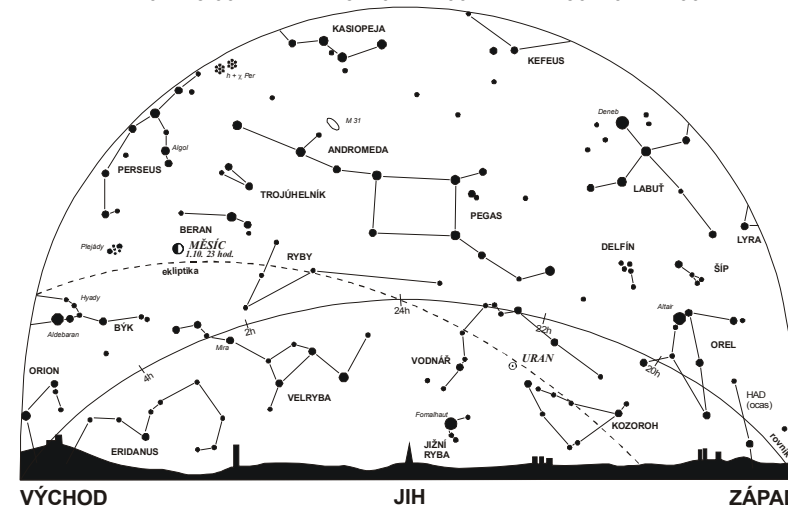 KASIOPEJA
KEFEUS
h + χ Per
M 31
Deneb
Algol
ANDROMEDA
PERSEUS
TROJÚHELNÍK
LABUŤ
PEGAS
BERAN
LYRA
MĚSÍC
1.10. 23 hod.
Plejády
RYBY
DELFÍN
ŠÍP
ekliptika
Hyady
24h
Altair
Aldebaran
BÝK
2h
22h
Mira
OREL
VODNÁŘ
URAN
ORION
4h
20h
VELRYBA
HAD
(ocas)
Fomalhaut
KOZOROH
ERIDANUS
JIŽNÍ
RYBA
rovník
VÝCHOD
JIH
ZÁPAD